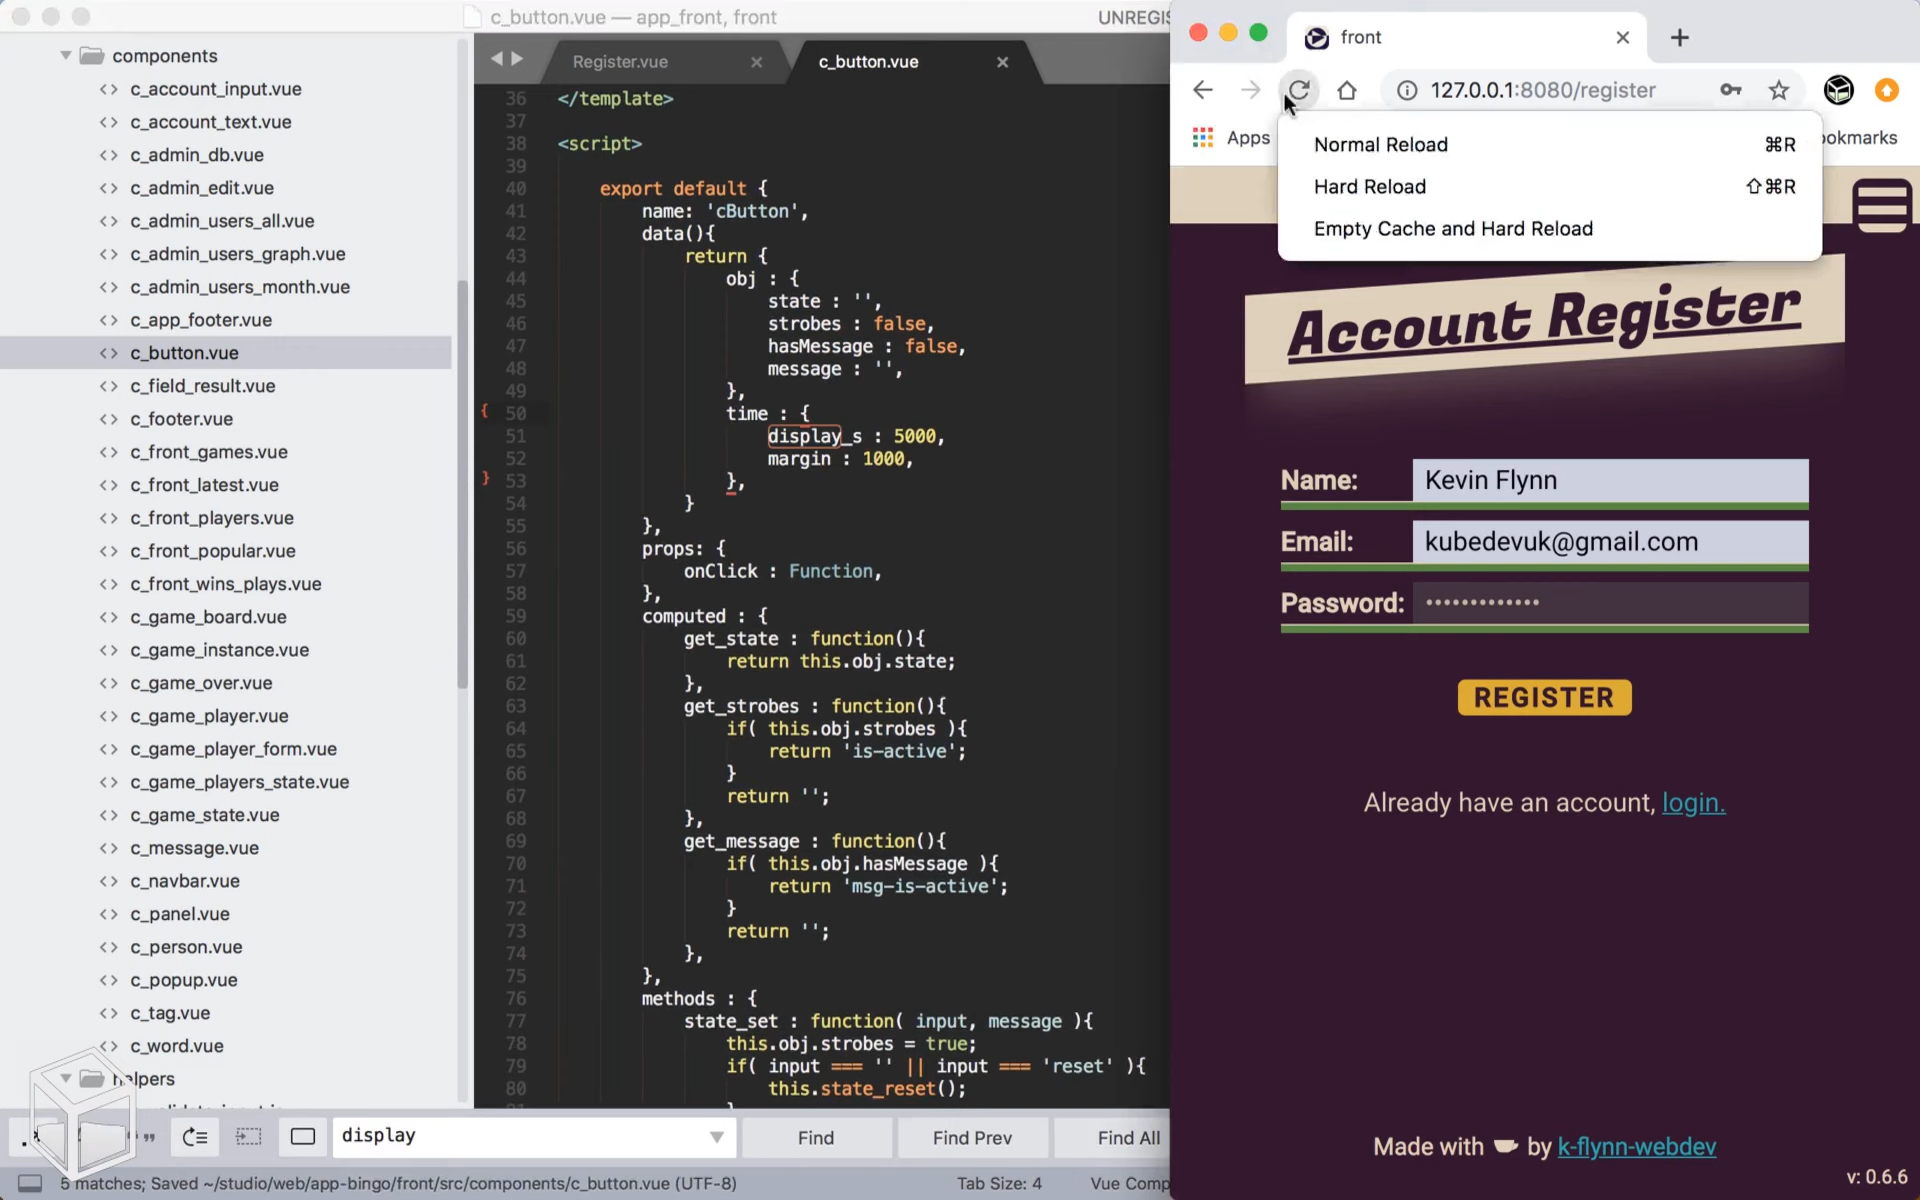 c_button.vue — app_front, front
UNREGIS
components
c_account_input.vue
c_account_text.vue
c_admin_db.vue
c_admin_edit.vue
c_admin_users_all.vue
c_admin_users_graph.vue
c_admin_users_month.vue
c_app_footer.vue
c_button.vue
c_field_result.vue
c_footer.vue
c_front_games.vue
c_front_latest.vue
c_front_players.vue
c_front_popular.vue
c_front_wins_plays.vue
c_game_board.vue
c_game_instance.vue
c_game_over.vue
c_game_player.vue
c_game_player_form.vue
c_game_players_state.vue
c_game_state.vue
c_message.vue
c_navbar.vue
c_panel.vue
c_person.vue
c_popup.vue
c_tag.vue
c_word.vue
helpers
Register.vue
c_button.vue
36 </template>
37
38 <script>
39
40 export default {
41 name: 'cButton',
42 data(){
43 return {
44 obj : {
45 state : '',
46 strobes : false,
47 hasMessage : false,
48 message : '',
49 },
50 time : {
51 display_s : 5000,
52 margin : 1000,
53 },
54 }
55 },
56 props: {
57 onClick : Function,
58 },
59 computed : {
60 get_state : function(){
61 return this.obj.state;
62 },
63 get_strobes : function(){
64 if( this.obj.strobes ){
65 return 'is-active';
66 }
67 return '';
68 },
69 get_message : function(){
70 if( this.obj.hasMessage ){
71 return 'msg-is-active';
72 }
73 return '';
74 },
75 },
76 methods : {
77 state_set : function( input, message ){
78 this.obj.strobes = true;
79 if( input === '' || input === 'reset' ){
80 this.state_reset();
display
Find
Find Prev
Find All
5 matches; Saved ~/studio/web/app-bingo/front/src/components/c_button.vue (UTF-8)
Tab Size: 4
Vue Comp
front
127.0.0.1:8080/register
Apps
ookmarks
Normal Reload ⌘R
Hard Reload ⇧⌘R
Empty Cache and Hard Reload
Account Register
Name: Kevin Flynn
Email: kubedevuk@gmail.com
Password: •••••••••••••
REGISTER
Already have an account, login.
Made with by k-flynn-webdev
v: 0.6.6